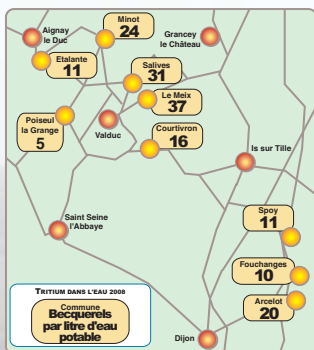 Minot
24
Aignay
le Duc
Grancey
le Château
Etalante
11
Salives
31
Le Meix
37
Poiseul
la Grange
5
Valduc
Courtivron
16
Is sur Tille
Saint Seine
l'Abbaye
Spoy
11
Fouchanges
10
Arcelot
20
TRITIUM DANS L'EAU 2008
Commune
Becquerels
par litre d'eau
potable
Dijon